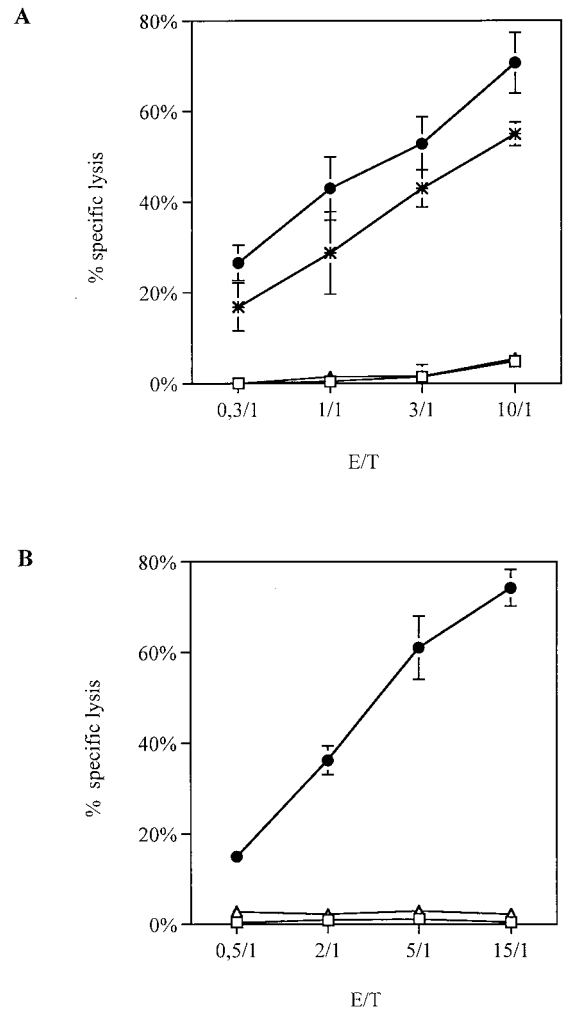 A
80%
60%
40%
20%
0%
% specific lysis
0,3/1 1/1 3/1 10/1
E/T
B
80%
60%
40%
20%
0%
% specific lysis
0,5/1 2/1 5/1 15/1
E/T